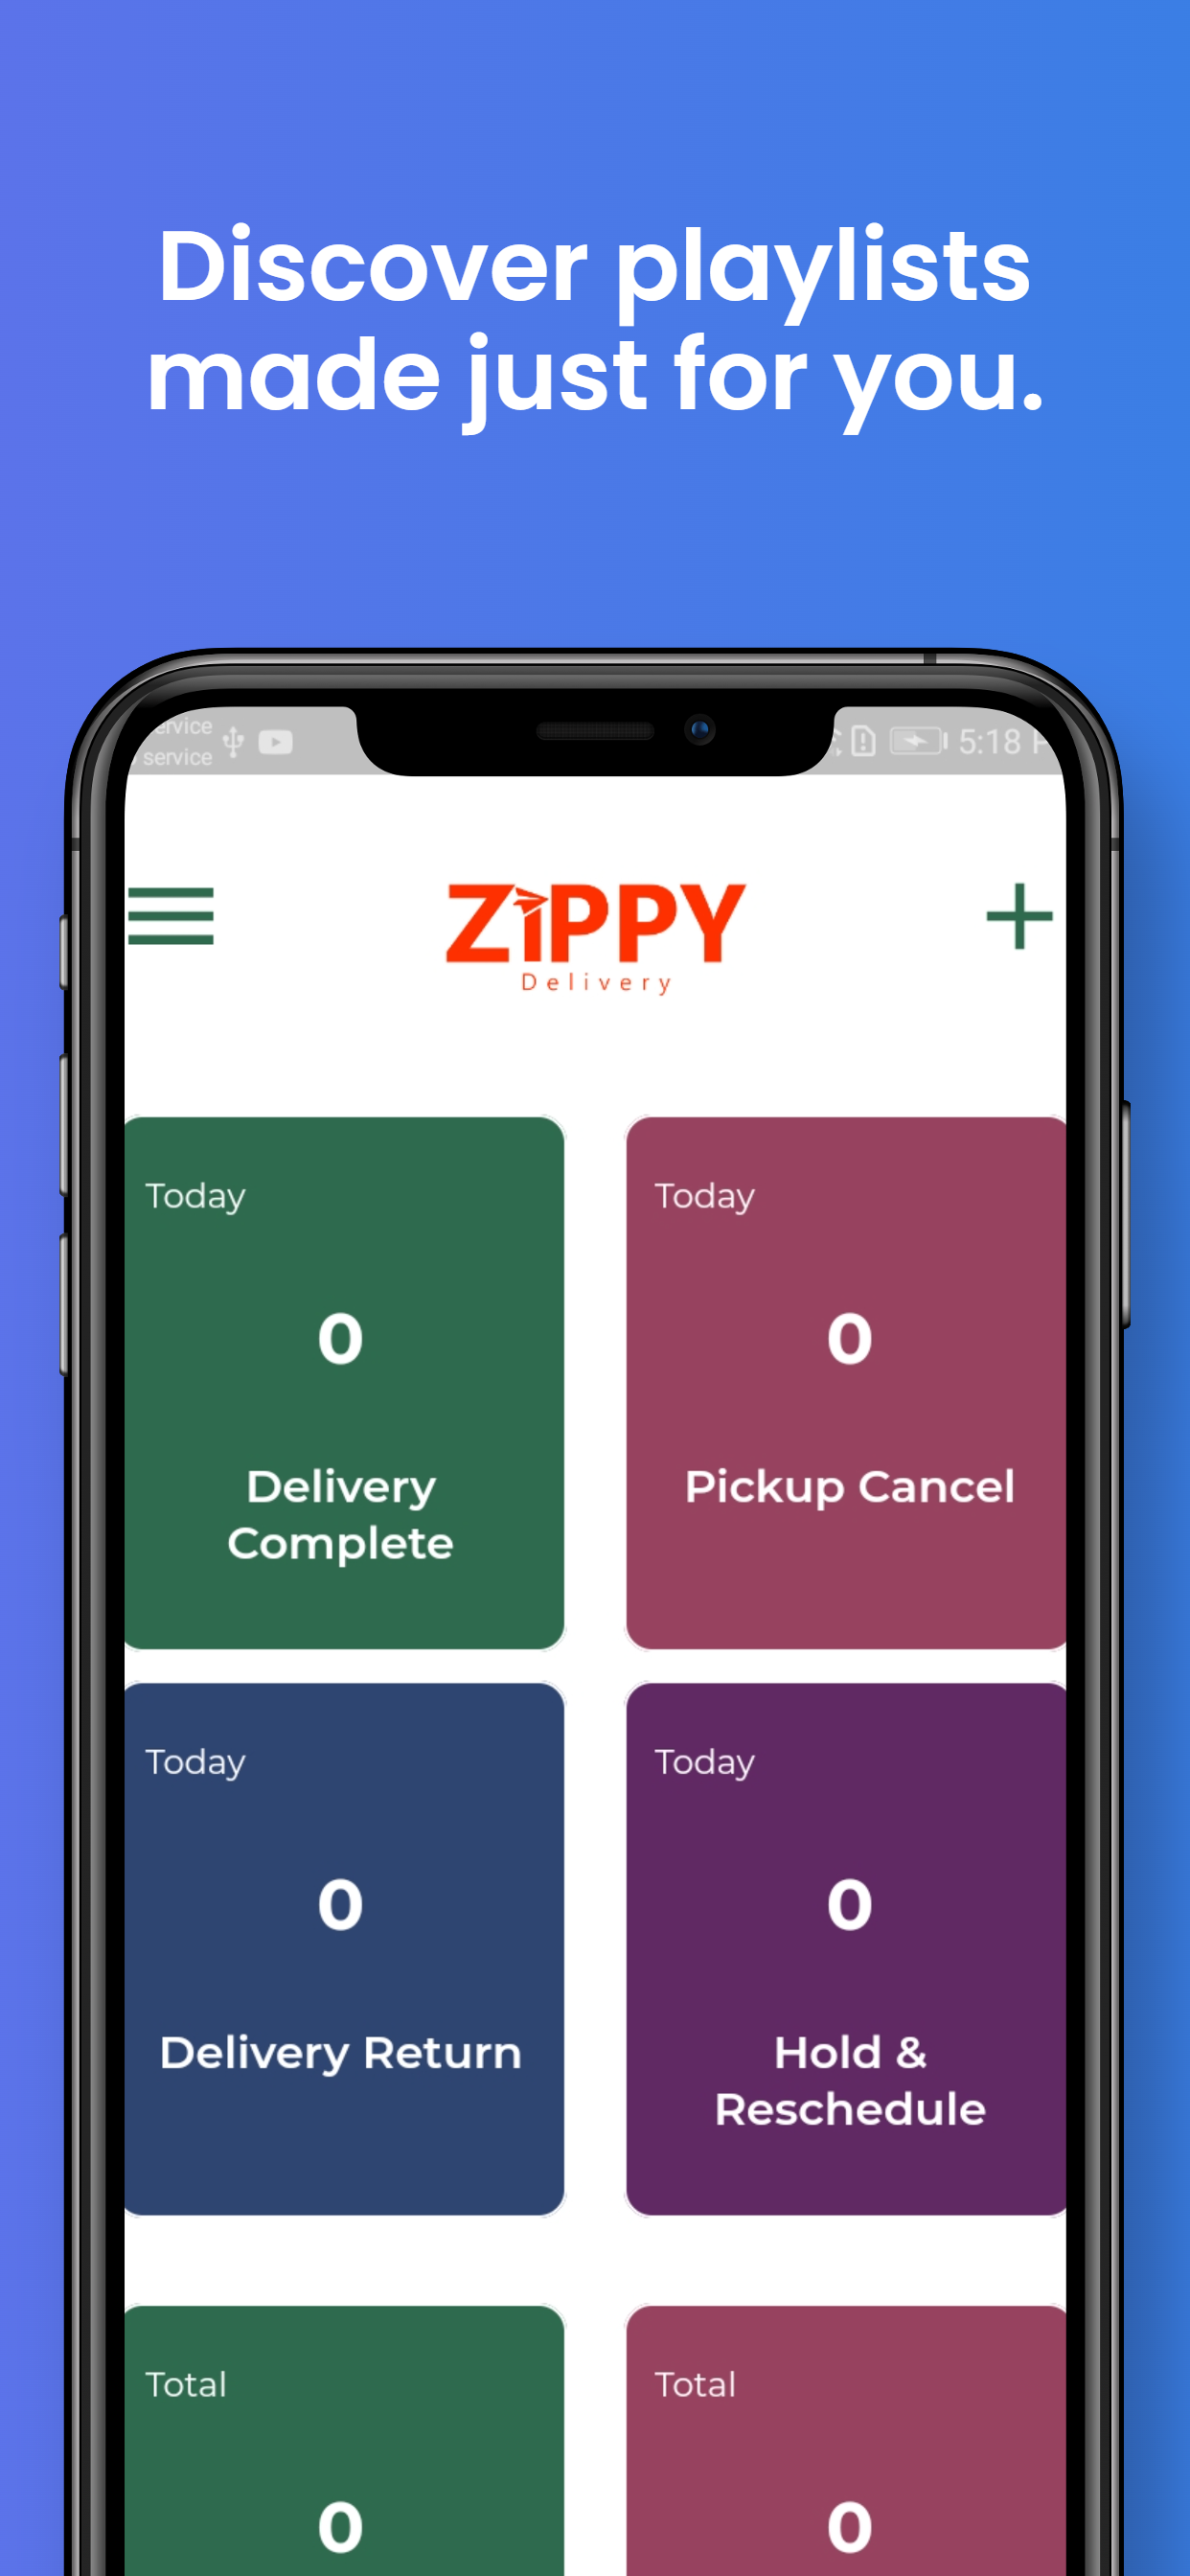 Discover playlists
made just for you.
service
5:18
ZiPPY
Delivery
Today
0
Delivery
Complete
Today
0
Pickup Cancel
Today
0
Delivery Return
Today
0
Hold &
Reschedule
Total
0
Total
0